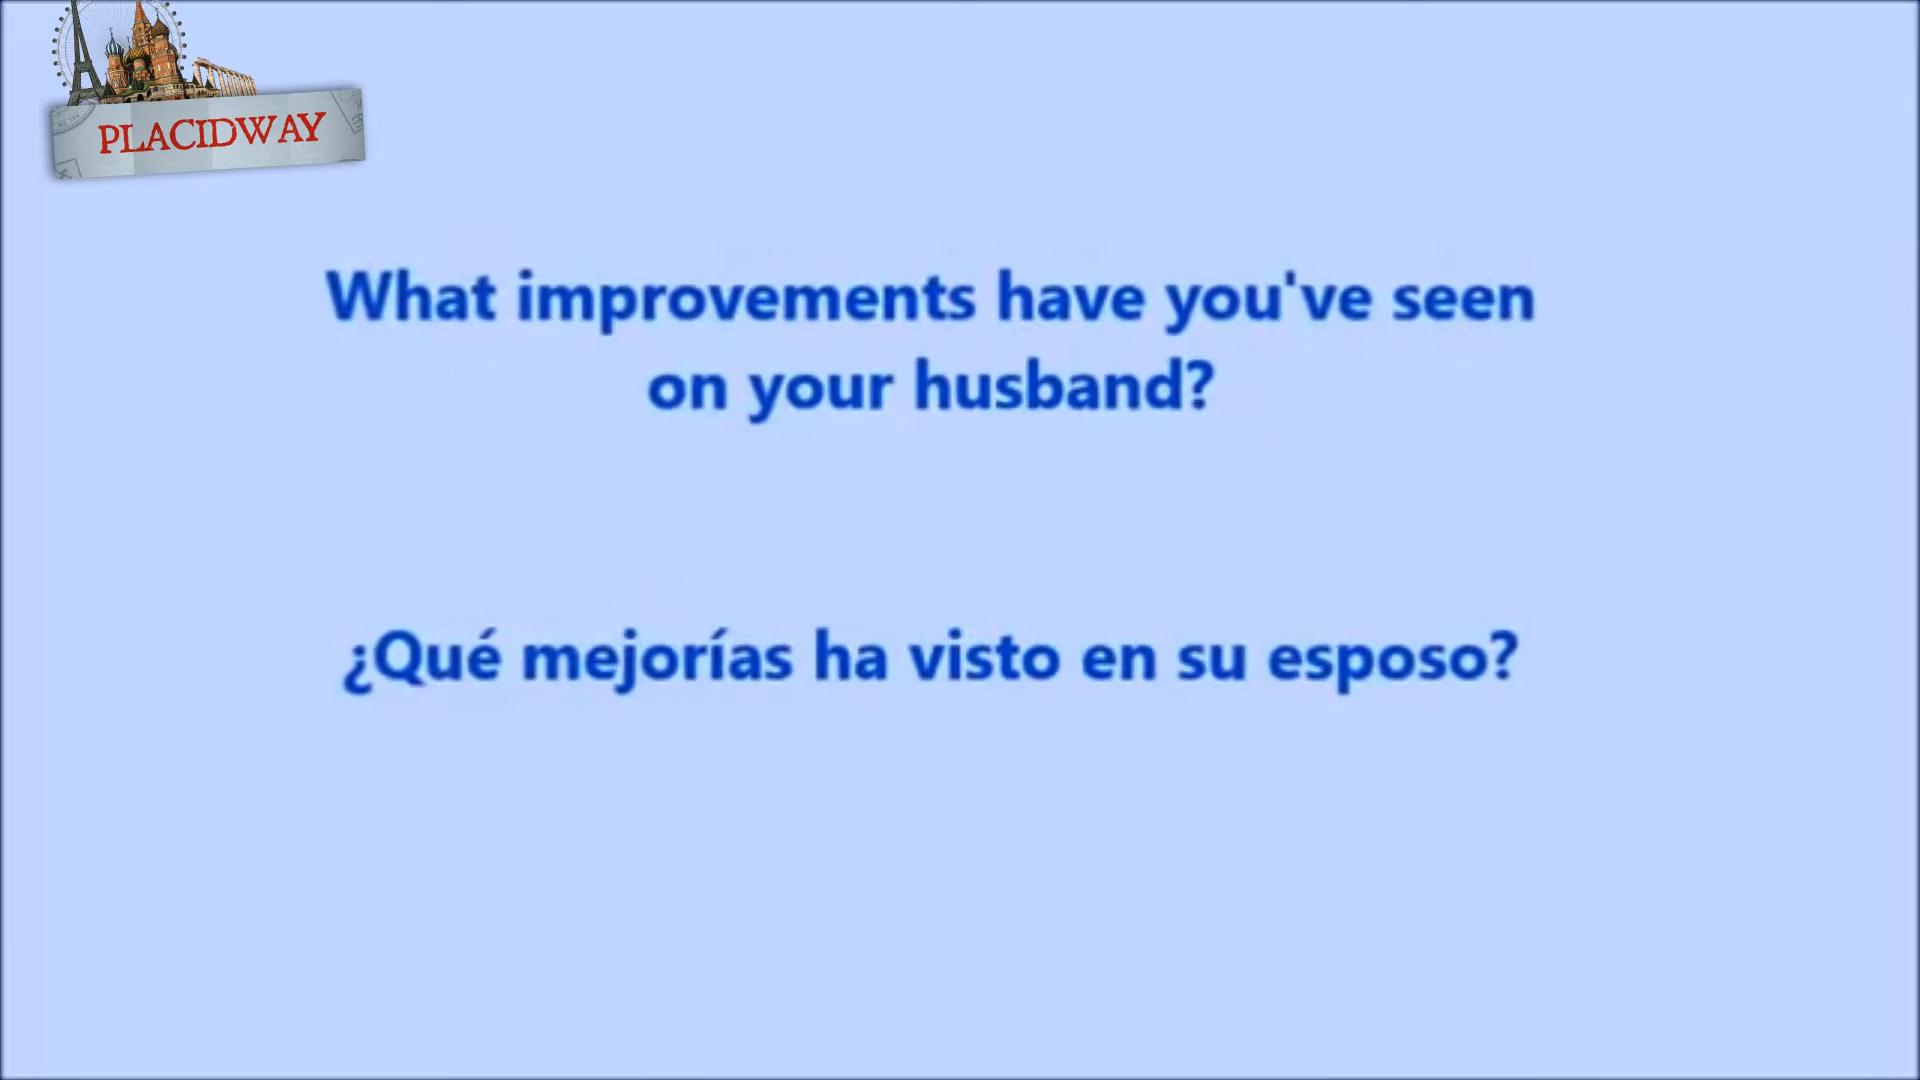 PLACIDWAY
What improvements have you've seen
on your husband?
¿Qué mejorías ha visto en su esposo?